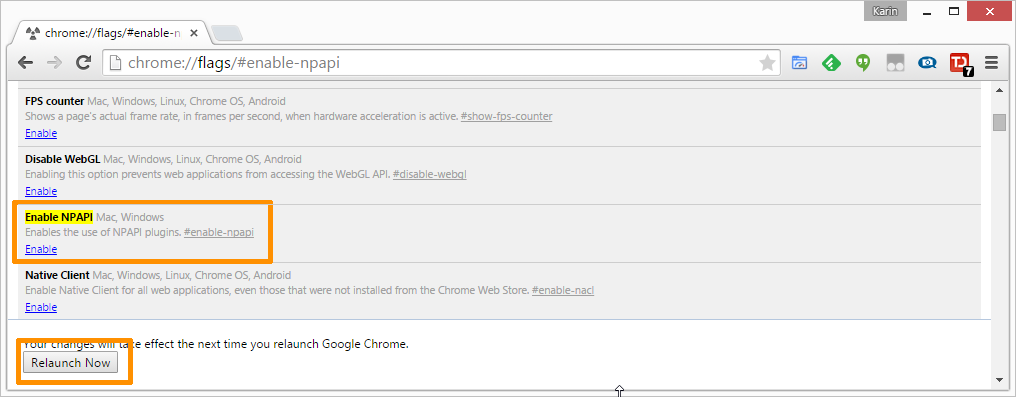 Karin
chrome://flags/#enable-n
chrome://flags/#enable-npapi
7
FPS counter Mac, Windows, Linux, Chrome OS, Android
Shows a page's actual frame rate, in frames per second, when hardware acceleration is active. #show-fps-counter
Enable
Disable WebGL Mac, Windows, Linux, Chrome OS, Android
Enabling this option prevents web applications from accessing the WebGL API. #disable-webgl
Enable
Enable NPAPI Mac, Windows
Enables the use of NPAPI plugins. #enable-npapi
Enable
Native Client Mac, Windows, Linux, Chrome OS, Android
Enable Native Client for all web applications, even those that were not installed from the Chrome Web Store. #enable-nacl
Enable
Your changes will take effect the next time you relaunch Google Chrome.
Relaunch Now